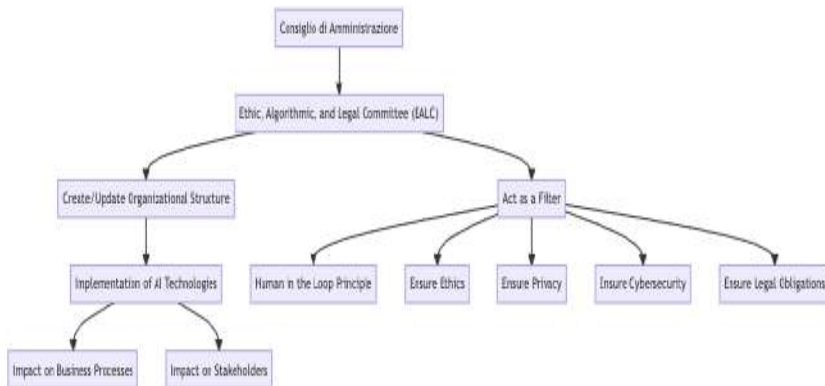 Consiglio di Amministrazione
Ethic, Algorithmic, and Legal Committee (EALC)
Create/Update Organizational Structure
Act as a Filter
Implementation of AI Technologies
Human in the Loop Principle
Ensure Ethics
Ensure Privacy
Ensure Cybersecurity
Ensure Legal Obligations
Impact on Business Processes
Impact on Stakeholders